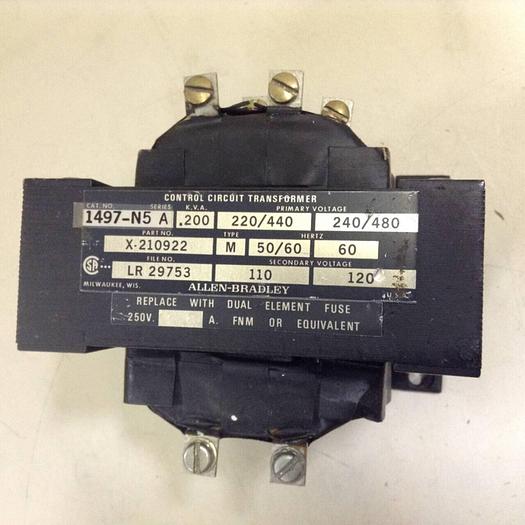 CONTROL CIRCUIT TRANSFORMER
CAT. NO. SERIES K.V.A. PRIMARY VOLTAGE
1497-N5 A .200 220/440 240/480
PART NO. TYPE HERTZ
X-210922 M 50/60 60
FILE NO. SECONDARY VOLTAGE
LR 29753 110 120
MILWAUKEE, WIS. ALLEN-BRADLEY
REPLACE WITH DUAL ELEMENT FUSE
250V. A. FNM OR EQUIVALENT